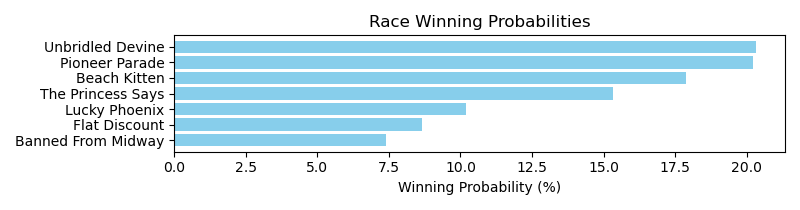 Race Winning Probabilities
Unbridled Devine
Pioneer Parade
Beach Kitten
The Princess Says
Lucky Phoenix
Flat Discount
Banned From Midway
0.0 2.5 5.0 7.5 10.0 12.5 15.0 17.5 20.0
Winning Probability (%)